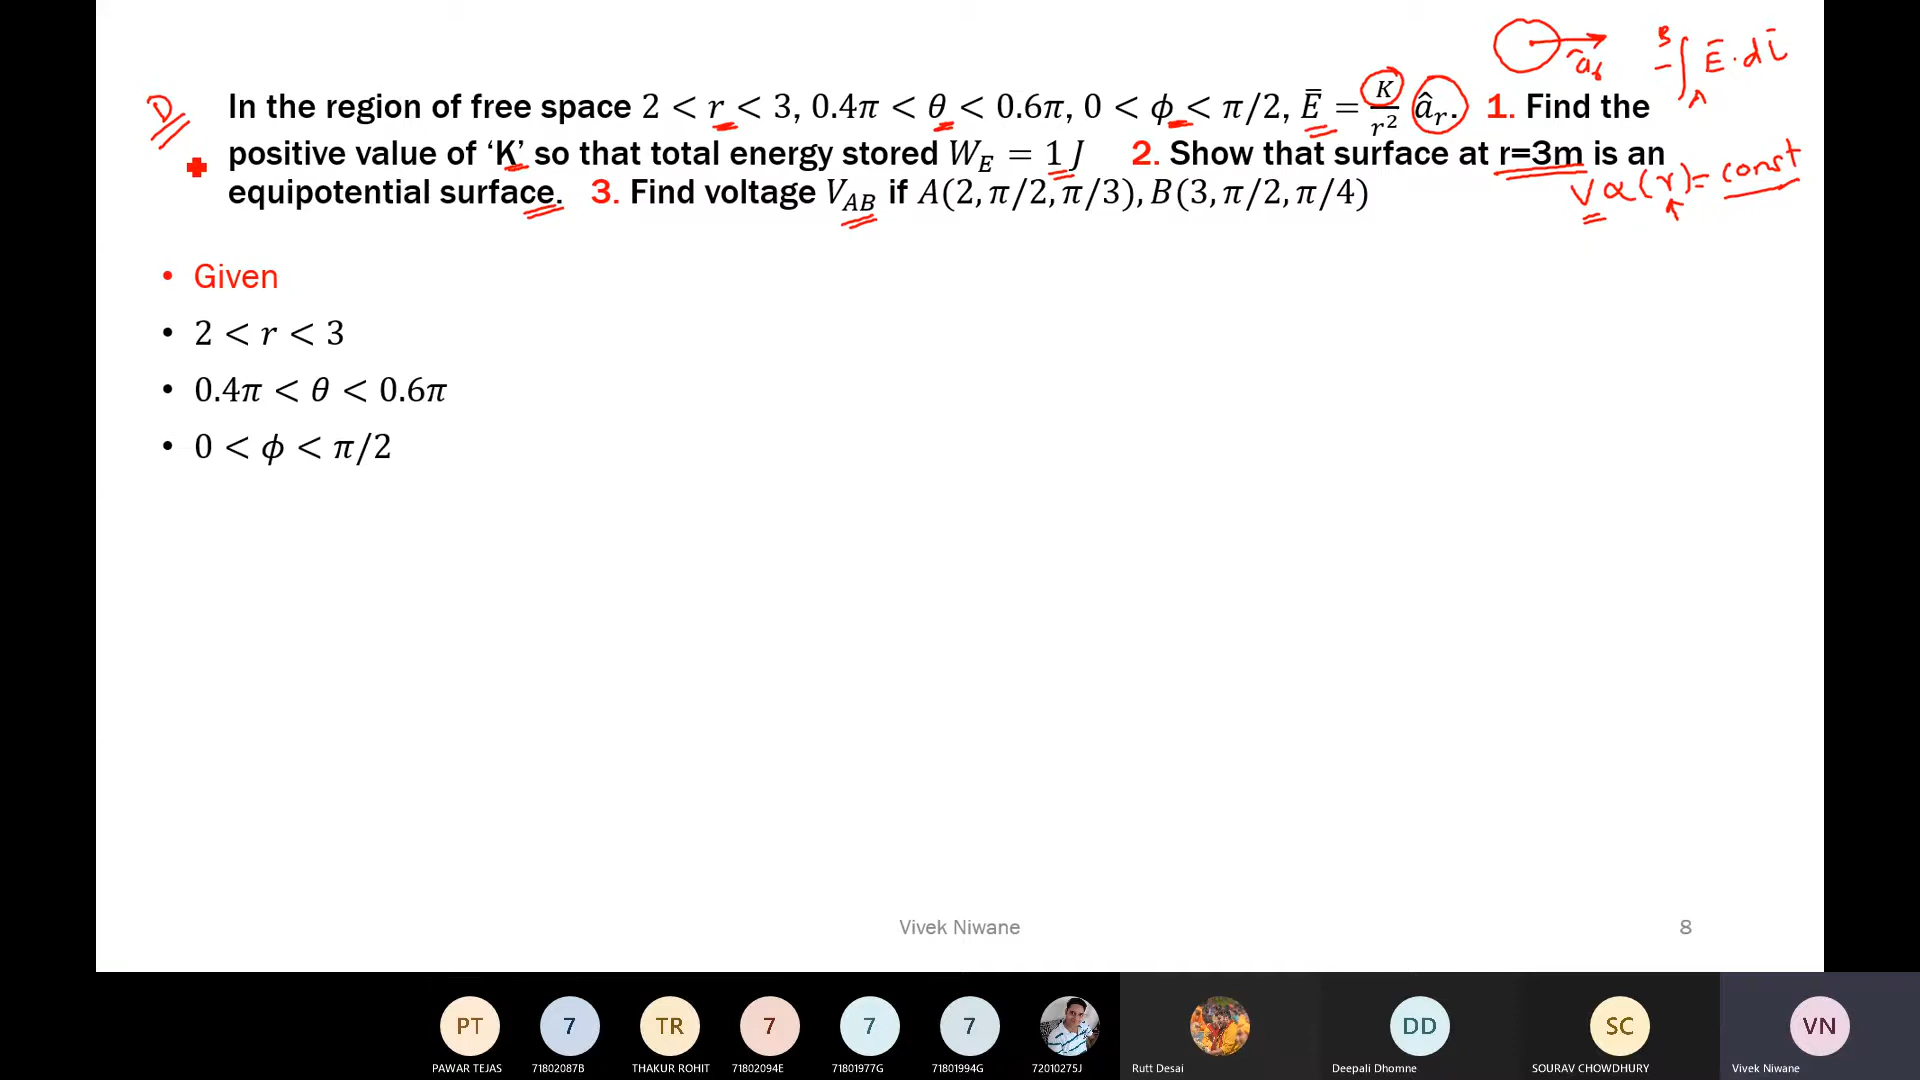 D
In the region of free space 2 < r < 3, 0.4π < θ < 0.6π, 0 < ϕ < π/2, Ē = K/r² âᵣ. 1. Find the
positive value of ‘K’ so that total energy stored W_E = 1 J 2. Show that surface at r=3m is an
equipotential surface. 3. Find voltage V_AB if A(2, π/2, π/3), B(3, π/2, π/4)
B
– ∫ Ē · dl̄
A
V α (r) = const
• Given
• 2 < r < 3
• 0.4π < θ < 0.6π
• 0 < ϕ < π/2
Vivek Niwane 8
PT 7 TR 7 7 7 DD SC VN
PAWAR TEJAS 71802087B THAKUR ROHIT 71802094E 71801977G 71801994G 72010275J Rutt Desai Deepali Dhomne SOURAV CHOWDHURY Vivek Niwane